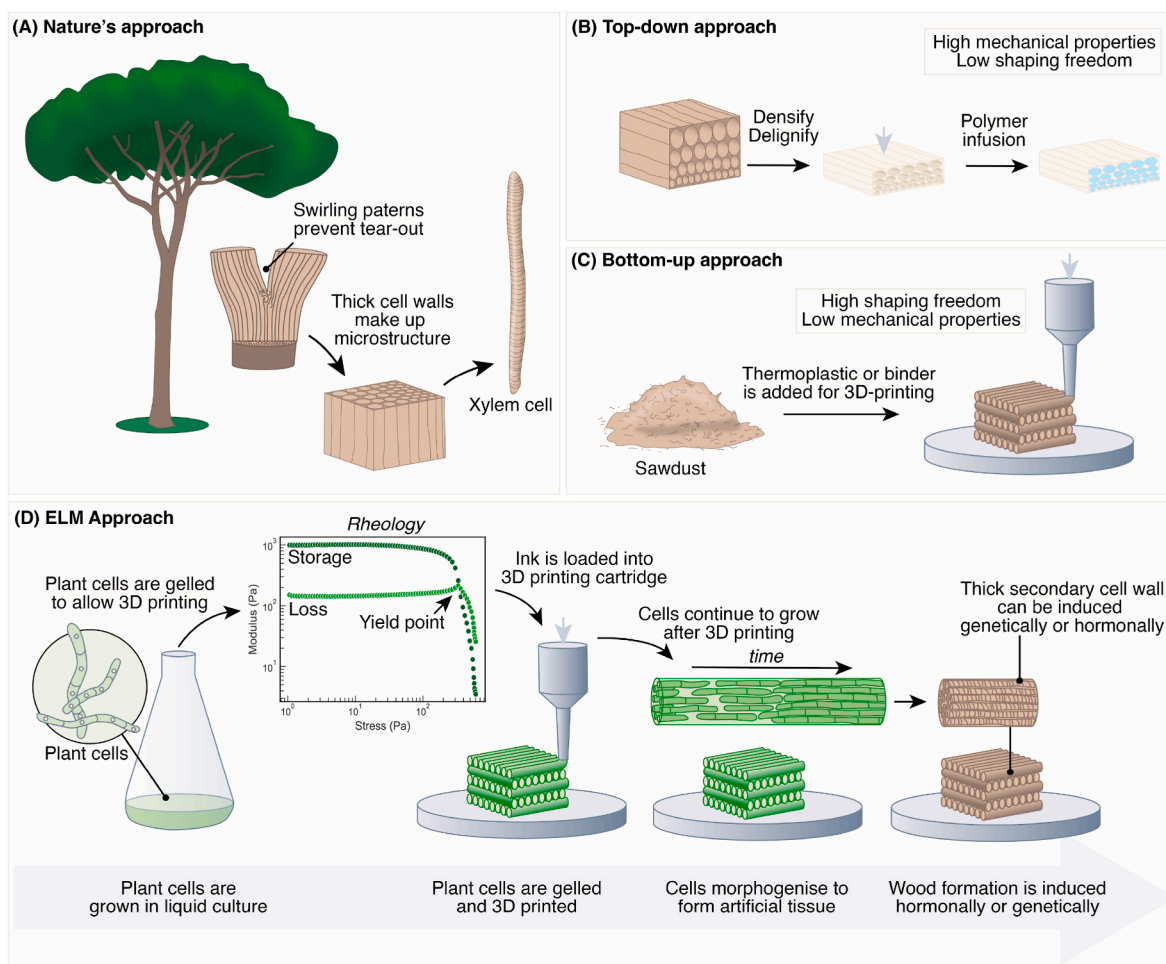 (A) Nature's approach
Swirling paterns
prevent tear-out
Thick cell walls
make up
microstructure
Xylem cell
(B) Top-down approach
High mechanical properties
Low shaping freedom
Densify
Delignify
Polymer
infusion
(C) Bottom-up approach
High shaping freedom
Low mechanical properties
Thermoplastic or binder
is added for 3D-printing
Sawdust
(D) ELM Approach
Plant cells are gelled
to allow 3D printing
Plant cells
Rheology
Storage
Loss
Yield point
Modulus (Pa)
10³
10²
10¹
10⁰
10¹
10²
Stress (Pa)
Ink is loaded into
3D printing cartridge
Cells continue to grow
after 3D printing
time
Thick secondary cell wall
can be induced
genetically or hormonally
Plant cells are
grown in liquid culture
Plant cells are gelled
and 3D printed
Cells morphogenise to
form artificial tissue
Wood formation is induced
hormonally or genetically